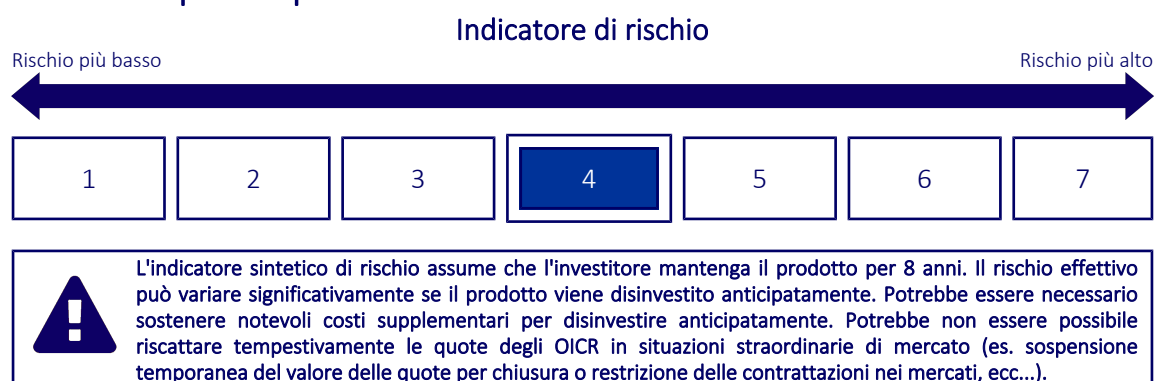 Indicatore di rischio
Rischio più basso
Rischio più alto
1 2 3 4 5 6 7
L'indicatore sintetico di rischio assume che l'investitore mantenga il prodotto per 8 anni. Il rischio effettivo
può variare significativamente se il prodotto viene disinvestito anticipatamente. Potrebbe essere necessario
sostenere notevoli costi supplementari per disinvestire anticipatamente. Potrebbe non essere possibile
riscattare tempestivamente le quote degli OICR in situazioni straordinarie di mercato (es. sospensione
temporanea del valore delle quote per chiusura o restrizione delle contrattazioni nei mercati, ecc...).